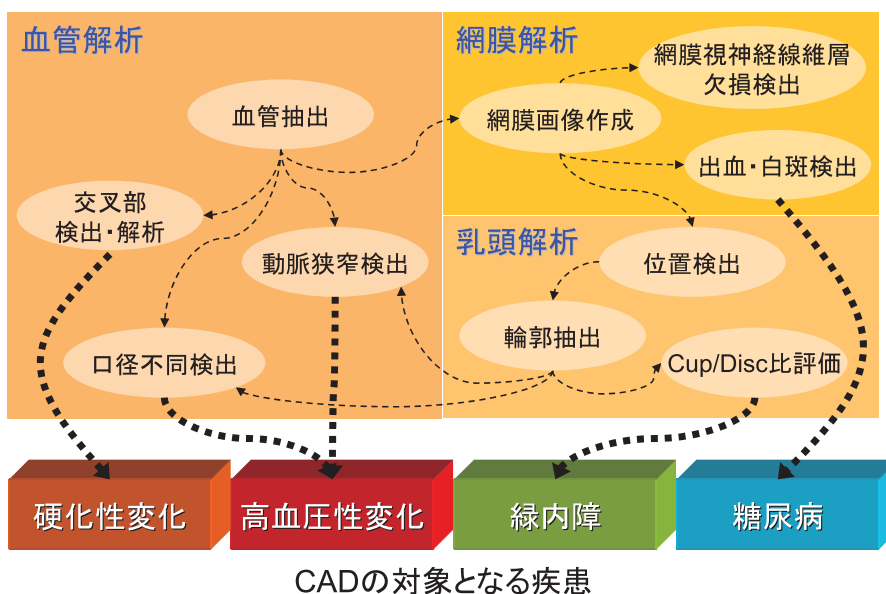 血管解析
血管抽出
交叉部
検出・解析
動脈狭窄検出
口径不同検出
網膜解析
網膜視神経線維層
欠損検出
網膜画像作成
出血・白斑検出
乳頭解析
位置検出
輪郭抽出
Cup/Disc比評価
硬化性変化
高血圧性変化
緑内障
糖尿病
CADの対象となる疾患